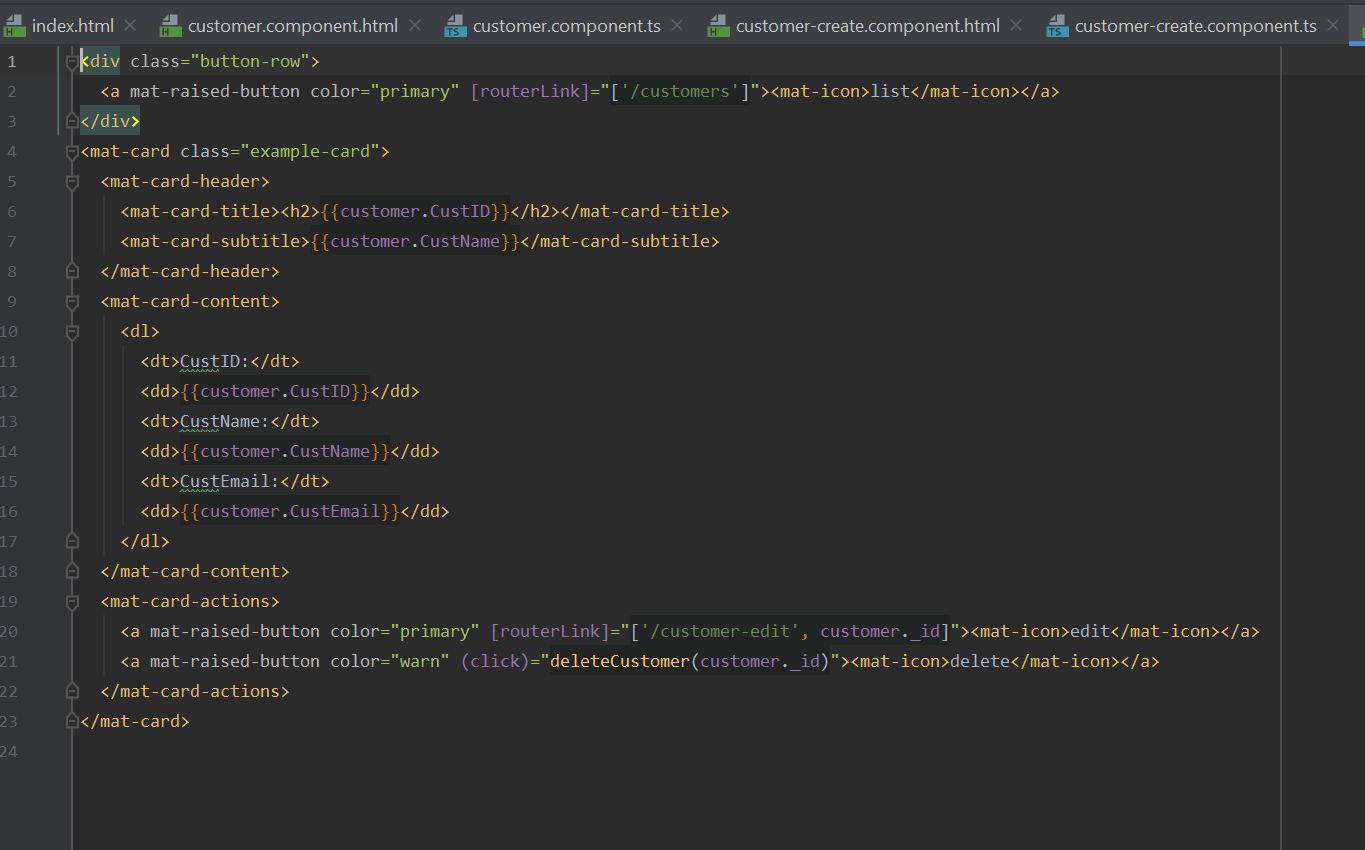 index.html customer.component.html customer.component.ts customer-create.component.html customer-create.component.ts
1 <div class="button-row">
2 <a mat-raised-button color="primary" [routerLink]="['/customers']"><mat-icon>list</mat-icon></a>
3 </div>
4 <mat-card class="example-card">
5 <mat-card-header>
6 <mat-card-title><h2>{{customer.CustID}}</h2></mat-card-title>
7 <mat-card-subtitle>{{customer.CustName}}</mat-card-subtitle>
8 </mat-card-header>
9 <mat-card-content>
10 <dl>
11 <dt>CustID:</dt>
12 <dd>{{customer.CustID}}</dd>
13 <dt>CustName:</dt>
14 <dd>{{customer.CustName}}</dd>
15 <dt>CustEmail:</dt>
16 <dd>{{customer.CustEmail}}</dd>
17 </dl>
18 </mat-card-content>
19 <mat-card-actions>
20 <a mat-raised-button color="primary" [routerLink]="['/customer-edit', customer._id]"><mat-icon>edit</mat-icon></a>
21 <a mat-raised-button color="warn" (click)="deleteCustomer(customer._id)"><mat-icon>delete</mat-icon></a>
22 </mat-card-actions>
23 </mat-card>
24